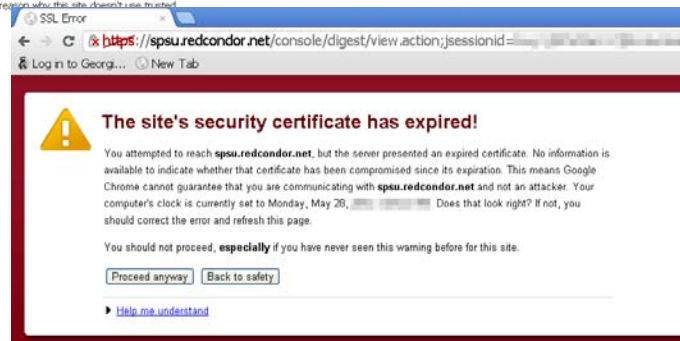 reason why this site doesn't use trusted
SSL Error
https://spsu.redcondor.net/console/digest/view.action;jsessionid=
Log in to Georgi... New Tab
The site's security certificate has expired!
You attempted to reach spsu.redcondor.net, but the server presented an expired certificate. No information is
available to indicate whether that certificate has been compromised since its expiration. This means Google
Chrome cannot guarantee that you are communicating with spsu.redcondor.net and not an attacker. Your
computer's clock is currently set to Monday, May 28, Does that look right? If not, you
should correct the error and refresh this page.
You should not proceed, especially if you have never seen this warning before for this site.
Proceed anyway Back to safety
Help me understand